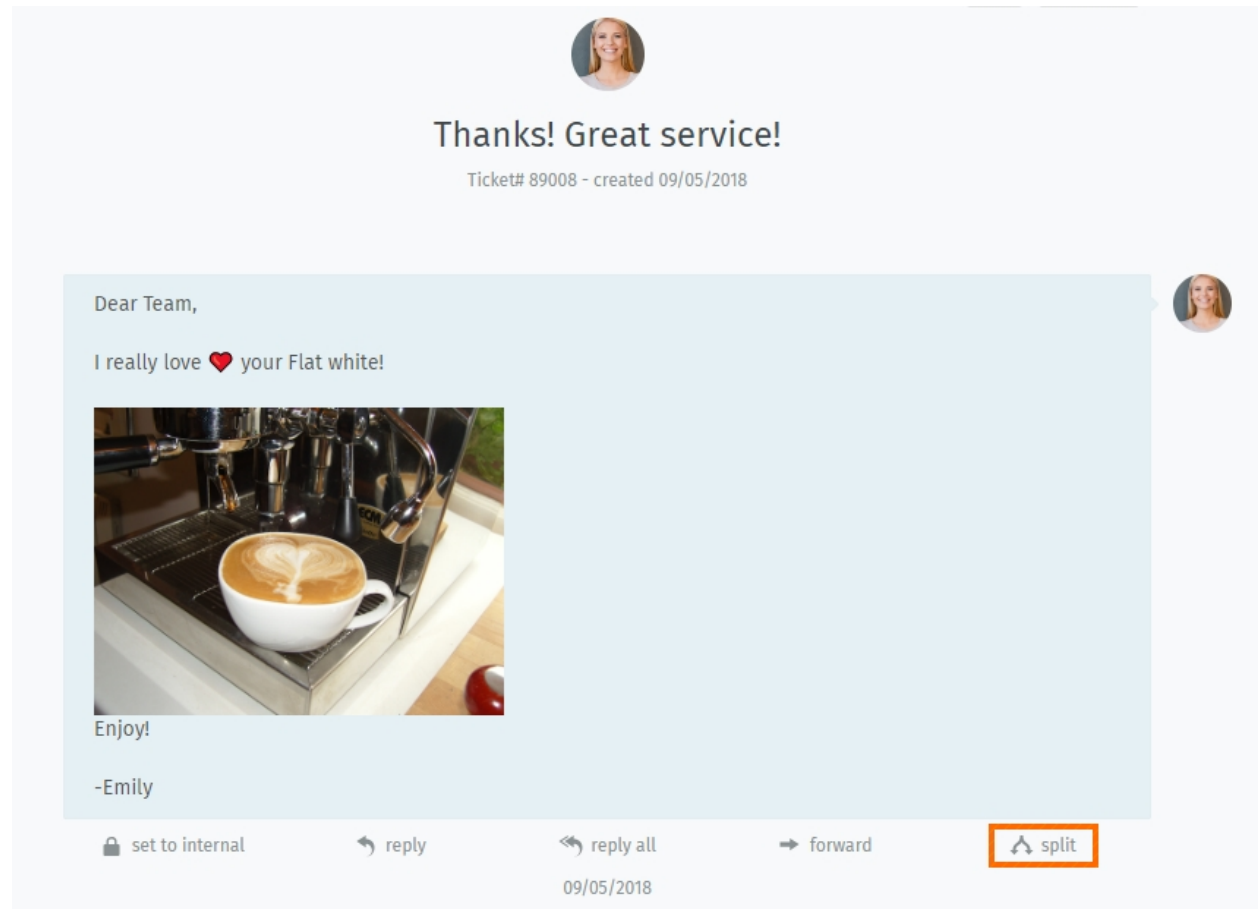 Thanks! Great service!
Ticket# 89008 - created 09/05/2018
Dear Team,
I really love ❤ your Flat white!
ECM
Enjoy!
-Emily
set to internal
reply
reply all
forward
split
09/05/2018